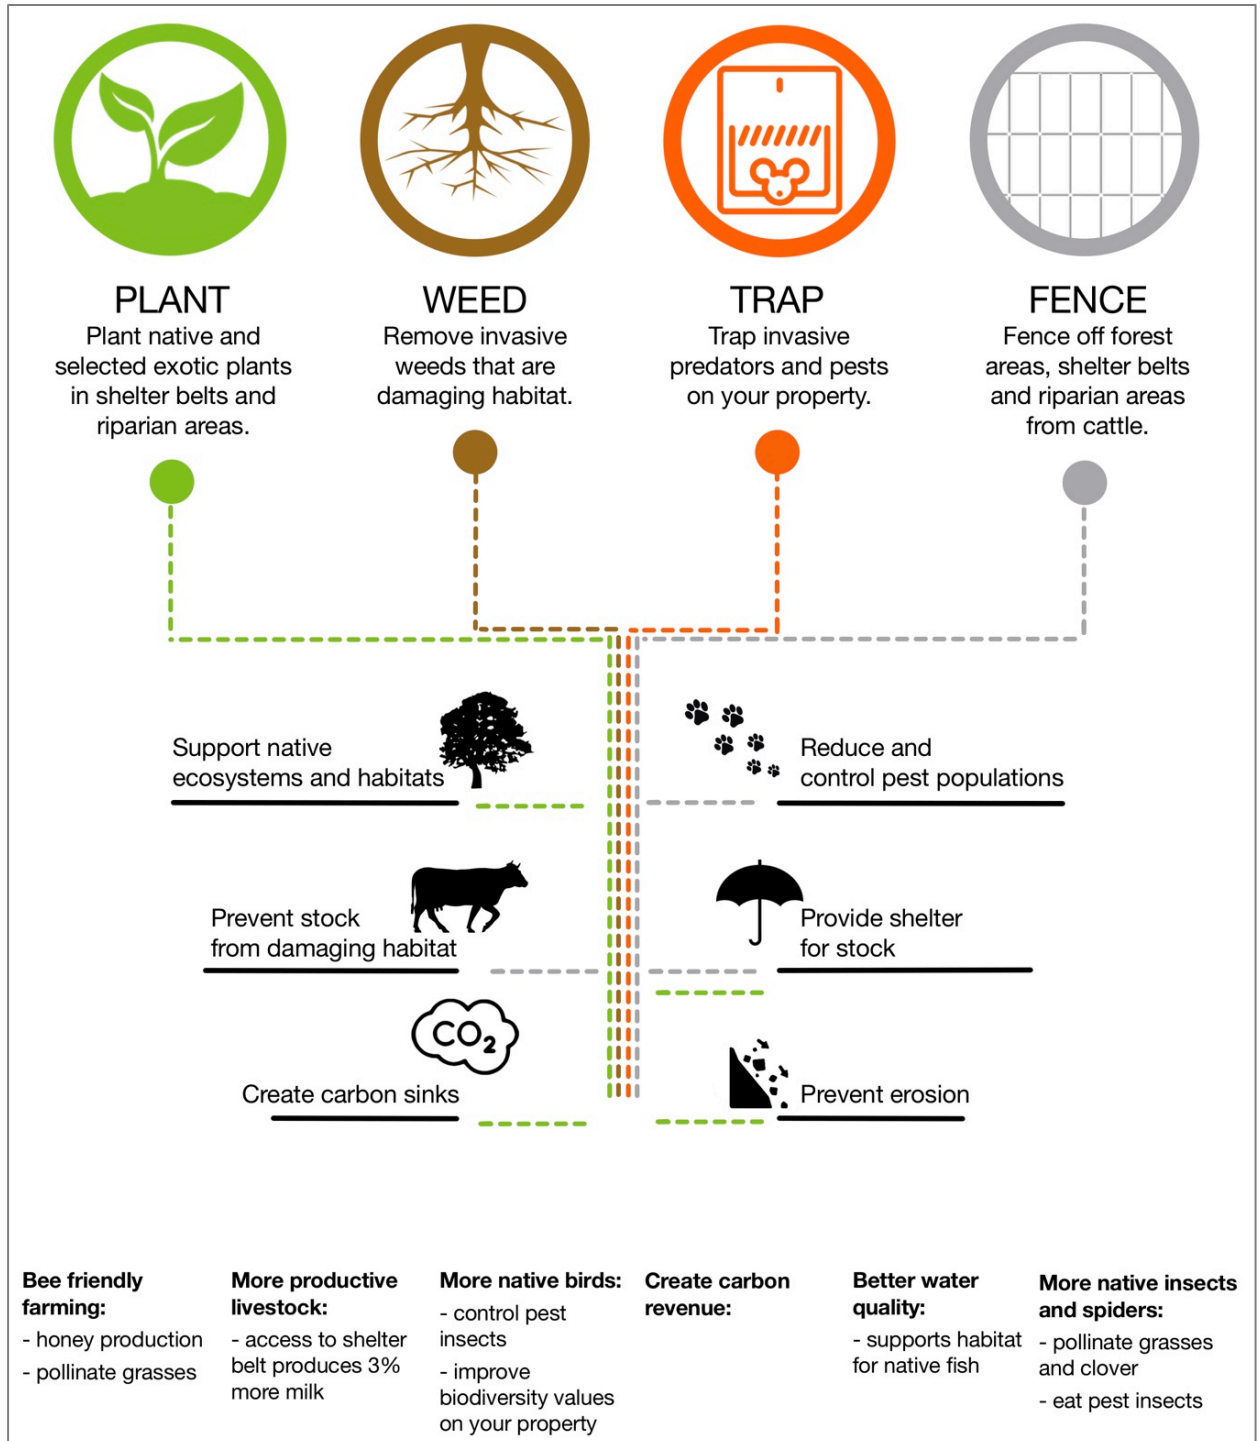 PLANT
Plant native and
selected exotic plants
in shelter belts and
riparian areas.
WEED
Remove invasive
weeds that are
damaging habitat.
TRAP
Trap invasive
predators and pests
on your property.
FENCE
Fence off forest
areas, shelter belts
and riparian areas
from cattle.
Support native
ecosystems and habitats
Reduce and
control pest populations
Prevent stock
from damaging habitat
Provide shelter
for stock
CO₂
Create carbon sinks
Prevent erosion
Bee friendly
farming:
- honey production
- pollinate grasses
More productive
livestock:
- access to shelter
belt produces 3%
more milk
More native birds:
- control pest
insects
- improve
biodiversity values
on your property
Create carbon
revenue:
Better water
quality:
- supports habitat
for native fish
More native insects
and spiders:
- pollinate grasses
and clover
- eat pest insects